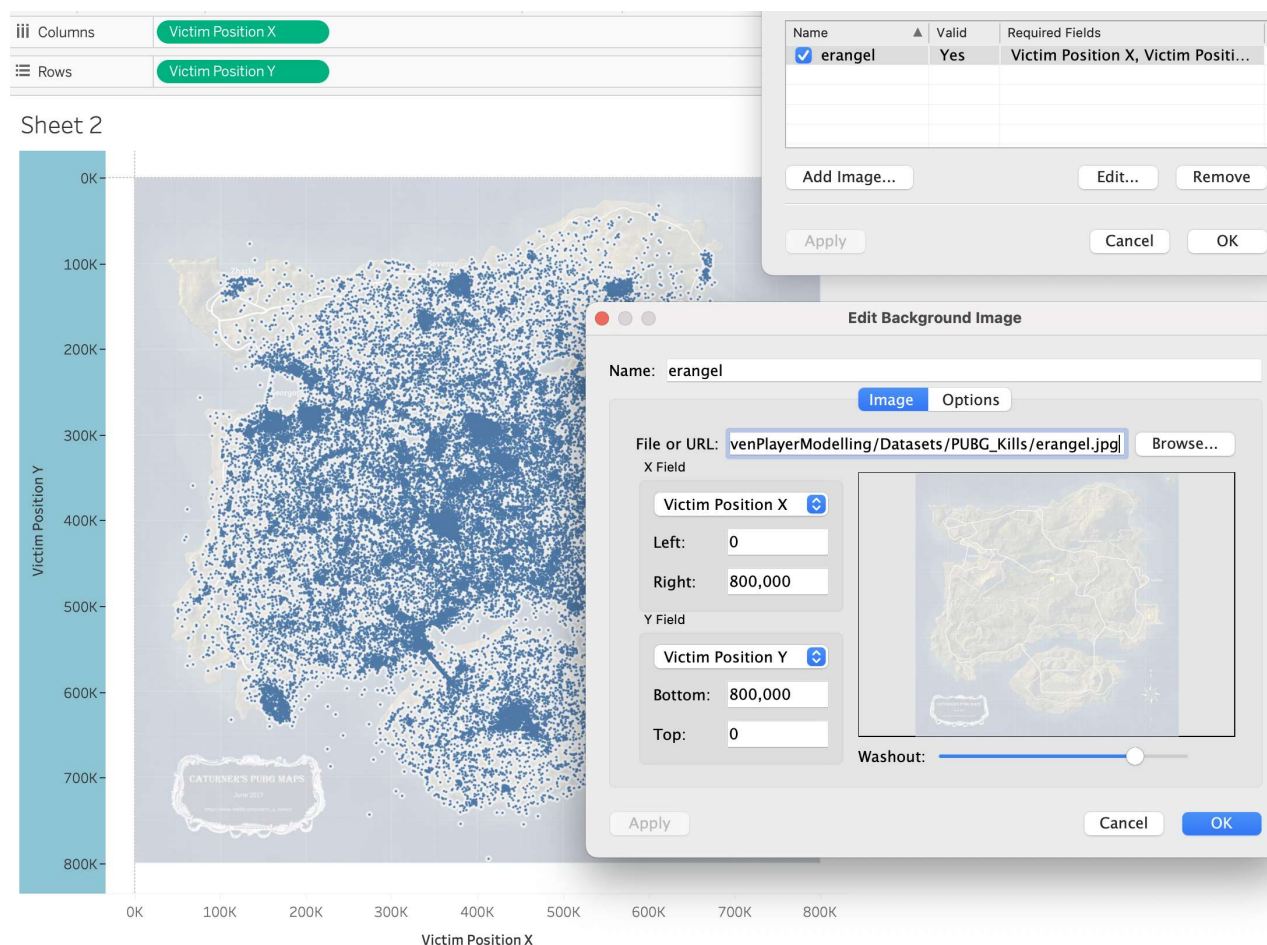 Columns
Victim Position X
Rows
Victim Position Y
Sheet 2
Name
Valid
Required Fields
erangel
Yes
Victim Position X, Victim Positi...
Add Image...
Edit...
Remove
Apply
Cancel
OK
Edit Background Image
Name: erangel
Image
Options
File or URL: venPlayerModelling/Datasets/PUBG_Kills/erangel.jpg
Browse...
X Field
Victim Position X
Left: 0
Right: 800,000
Y Field
Victim Position Y
Bottom: 800,000
Top: 0
Washout:
Apply
Cancel
OK
Victim Position Y
0K
100K
200K
300K
400K
500K
600K
700K
800K
Zharki
CATURNER'S PUBG MAPS
June 2017
0K
100K
200K
300K
400K
500K
600K
700K
800K
Victim Position X